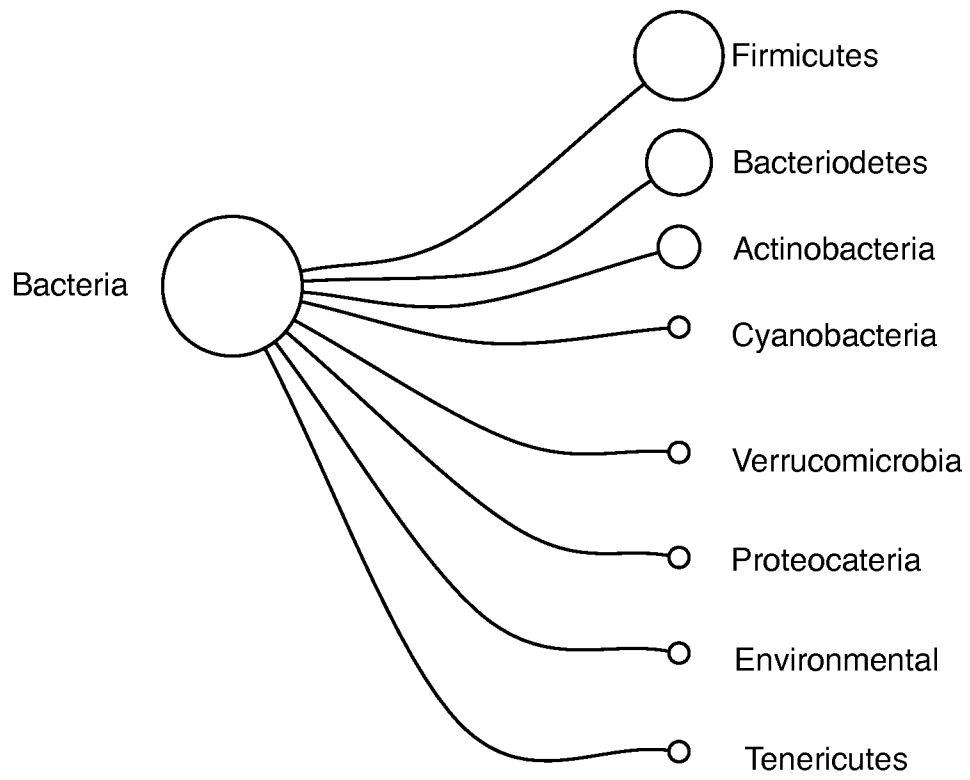 Firmicutes
Bacteriodetes
Actinobacteria
Bacteria
Cyanobacteria
Verrucomicrobia
Proteocateria
Environmental
Tenericutes